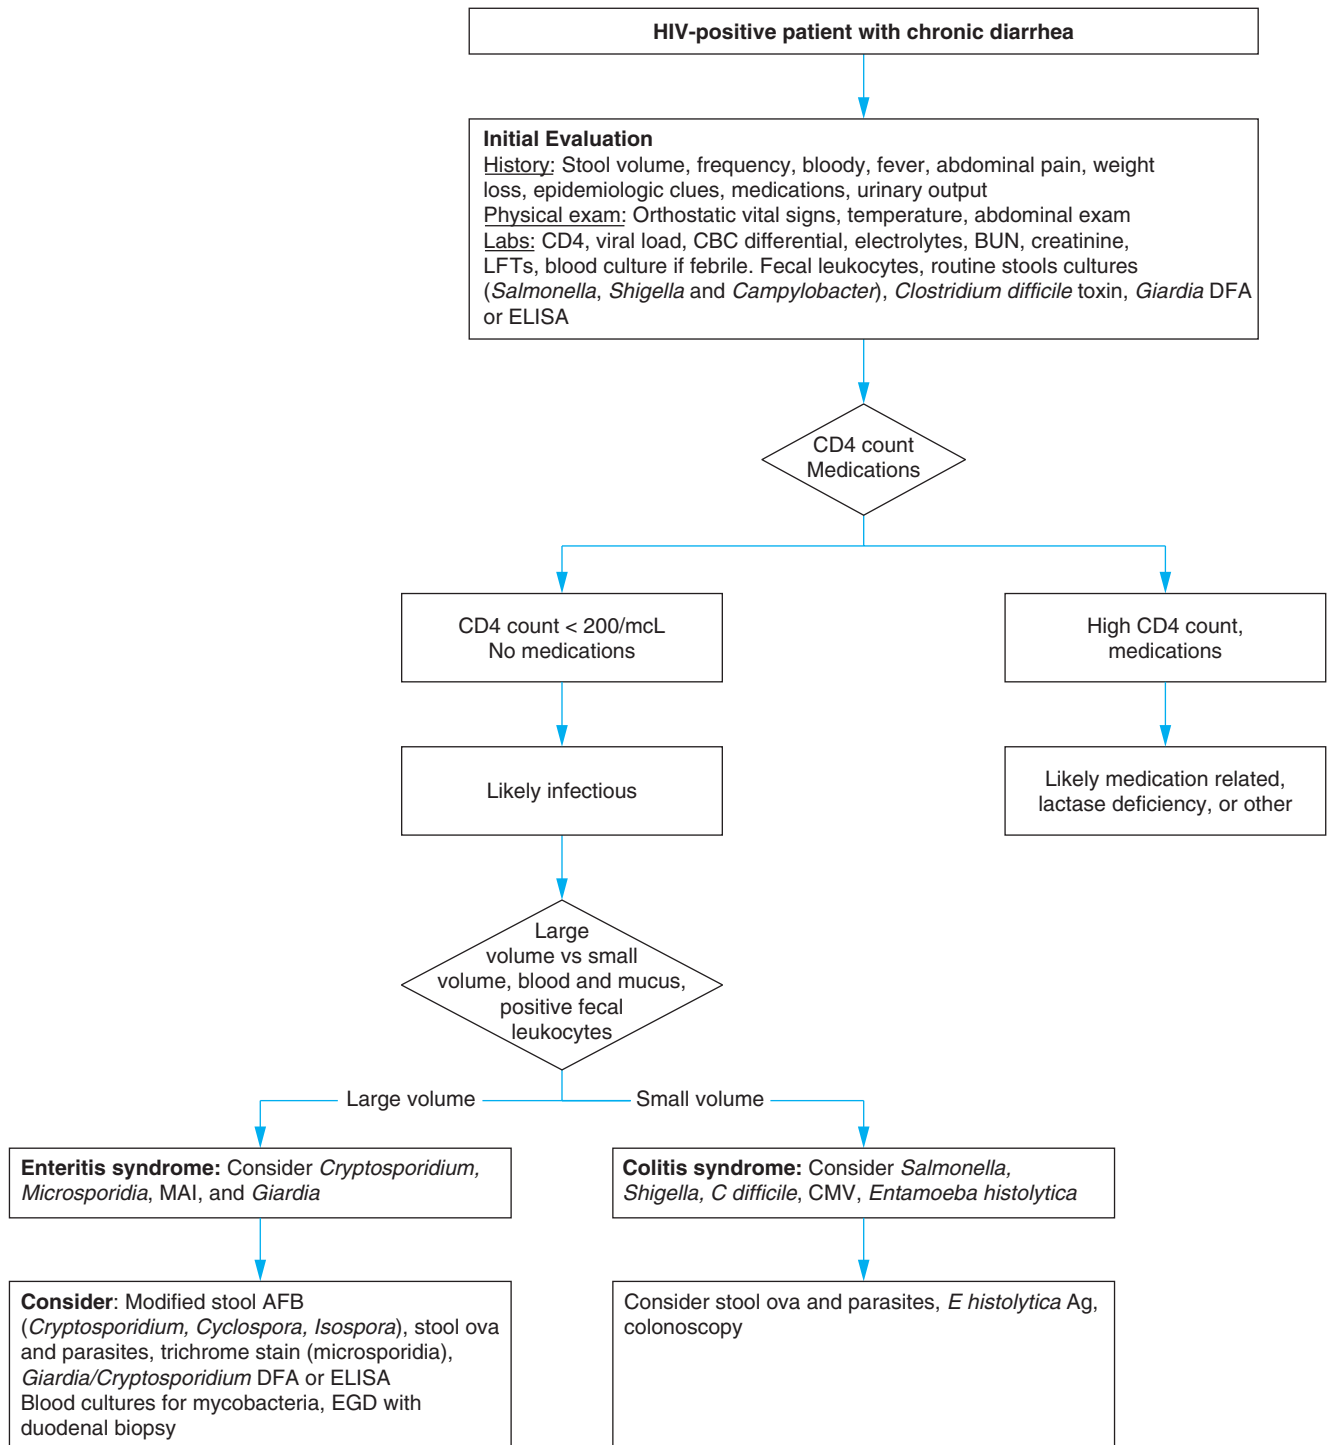 HIV-positive patient with chronic diarrhea
Initial Evaluation
History: Stool volume, frequency, bloody, fever, abdominal pain, weight
loss, epidemiologic clues, medications, urinary output
Physical exam: Orthostatic vital signs, temperature, abdominal exam
Labs: CD4, viral load, CBC differential, electrolytes, BUN, creatinine,
LFTs, blood culture if febrile. Fecal leukocytes, routine stools cultures
(Salmonella, Shigella and Campylobacter), Clostridium difficile toxin, Giardia DFA
or ELISA
CD4 count
Medications
CD4 count < 200/mcL
No medications
High CD4 count,
medications
Likely infectious
Likely medication related,
lactase deficiency, or other
Large
volume vs small
volume, blood and mucus,
positive fecal
leukocytes
Large volume
Small volume
Enteritis syndrome: Consider Cryptosporidium,
Microsporidia, MAI, and Giardia
Colitis syndrome: Consider Salmonella,
Shigella, C difficile, CMV, Entamoeba histolytica
Consider: Modified stool AFB
(Cryptosporidium, Cyclospora, Isospora), stool ova
and parasites, trichrome stain (microsporidia),
Giardia/Cryptosporidium DFA or ELISA
Blood cultures for mycobacteria, EGD with
duodenal biopsy
Consider stool ova and parasites, E histolytica Ag,
colonoscopy